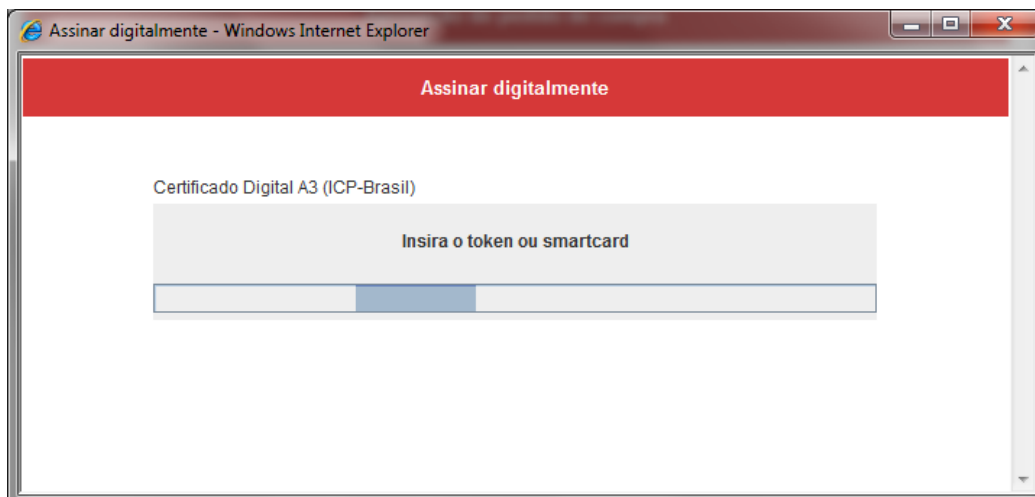 Assinar digitalmente - Windows Internet Explorer
Assinar digitalmente
Certificado Digital A3 (ICP-Brasil)
Insira o token ou smartcard